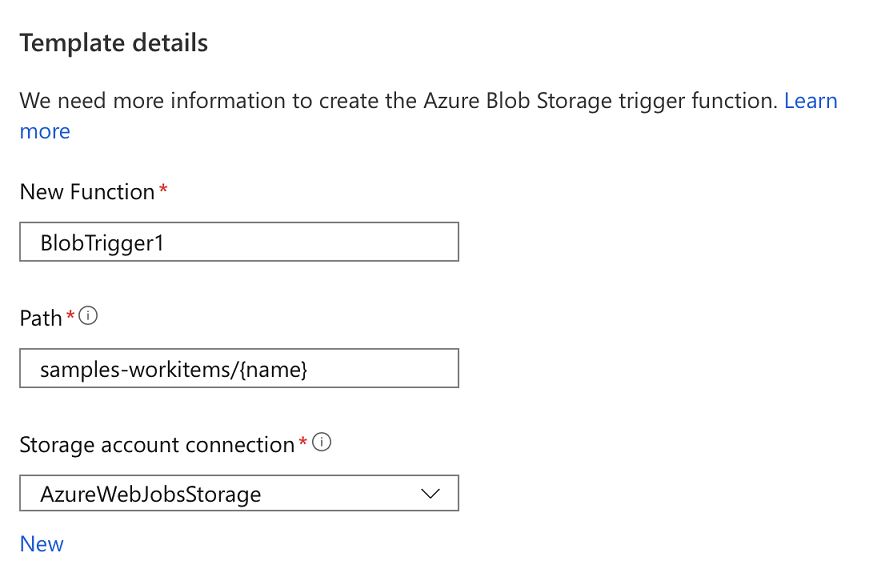 Template details
We need more information to create the Azure Blob Storage trigger function. Learn
more
New Function *
BlobTrigger1
Path *
samples-workitems/{name}
Storage account connection *
AzureWebJobsStorage
New